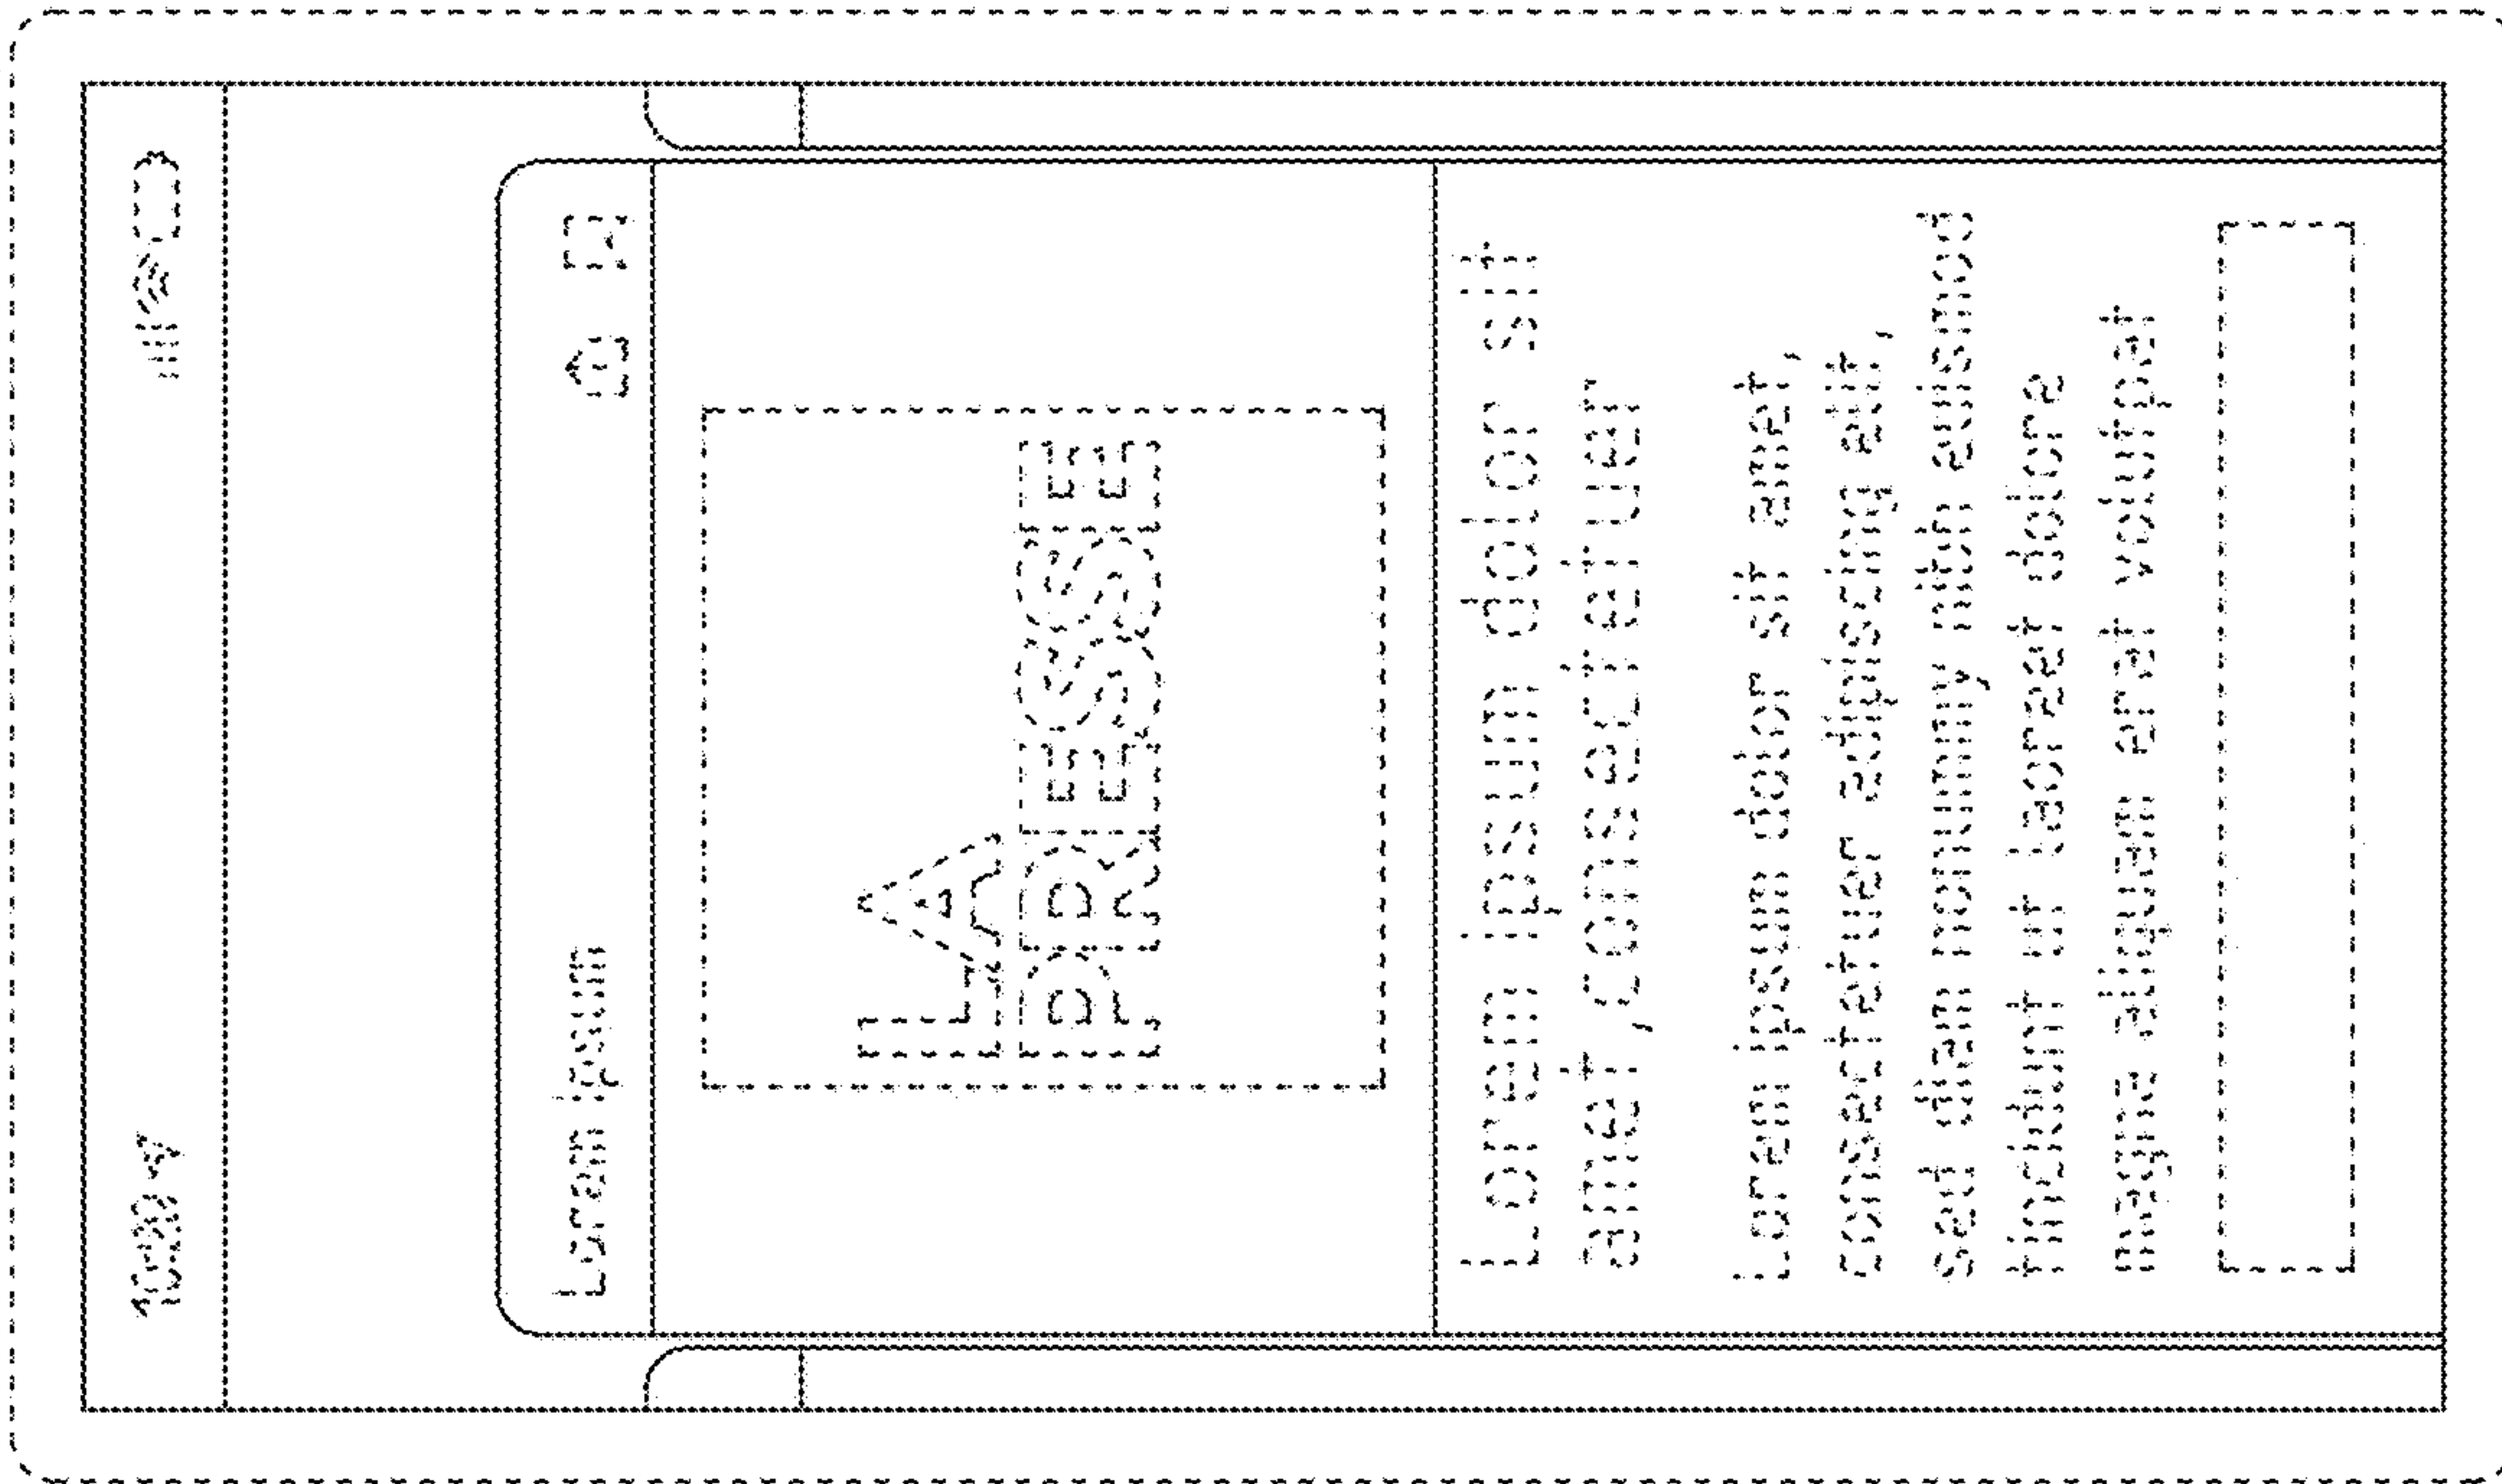 10:08
Lorem ipsum
LA
PRESSE
Lorem ipsum dolor sit
amet, consectetuer
Lorem ipsum dolor sit amet,
consectetuer adipiscing elit,
sed diam nonummy nibh euismod
tincidunt ut laoreet dolore
magna aliquam erat volutpat